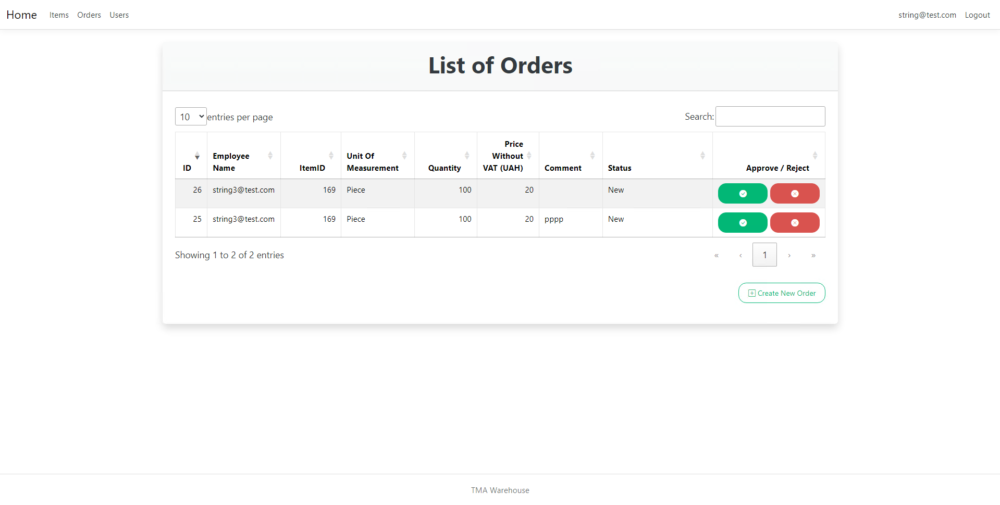 Home Items Orders Users string@test.com Logout
List of Orders
10 entries per page Search:
ID Employee Name ItemID Unit Of Measurement Quantity Price Without VAT (UAH) Comment Status Approve / Reject
26 string3@test.com 169 Piece 100 20 New
25 string3@test.com 169 Piece 100 20 pppp New
Showing 1 to 2 of 2 entries « ‹ 1 › »
Create New Order
TMA Warehouse